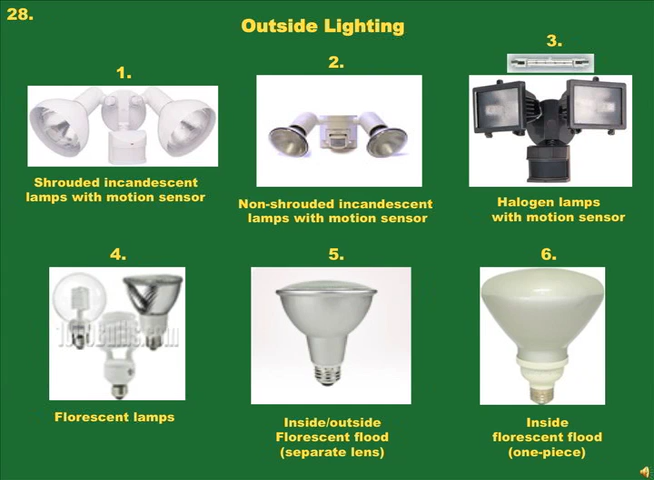 28.
Outside Lighting
1.
2.
3.
Shrouded incandescent
lamps with motion sensor
Non-shrouded incandescent
lamps with motion sensor
Halogen lamps
with motion sensor
4.
5.
6.
1000Bulbs.com
Florescent lamps
Inside/outside
Florescent flood
(separate lens)
Inside
florescent flood
(one-piece)